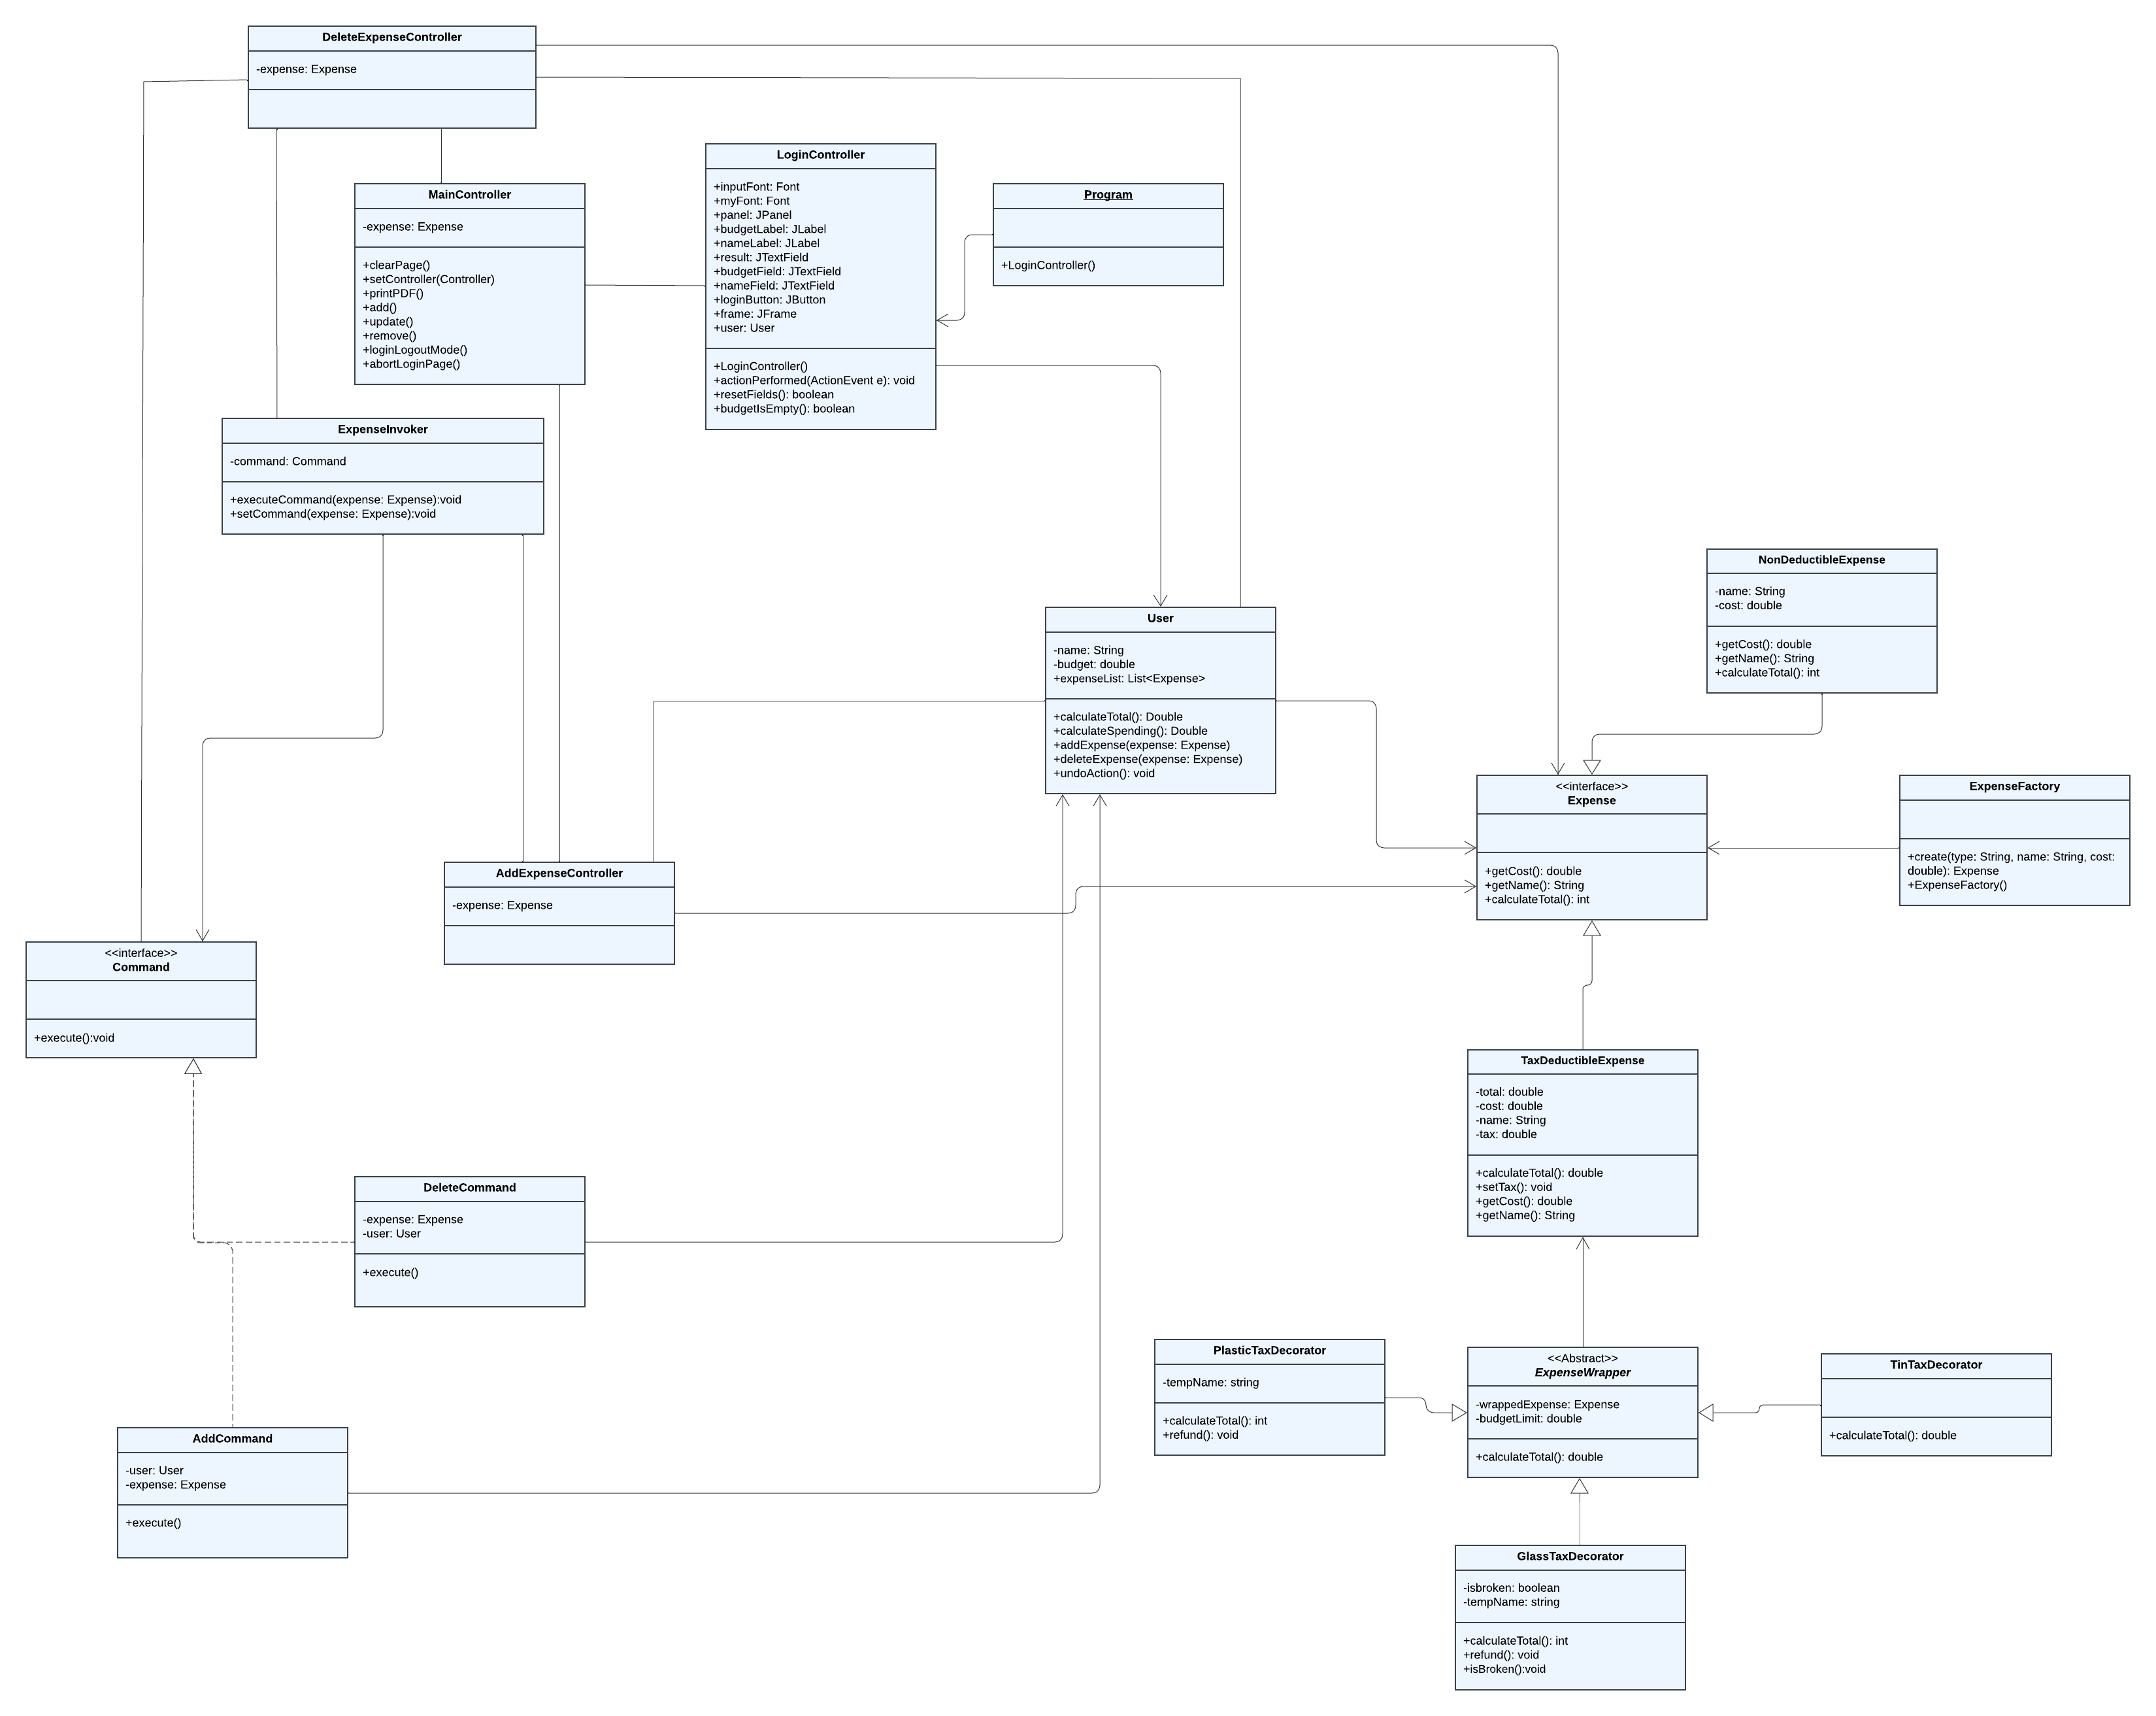 DeleteExpenseController
-expense: Expense
MainController
-expense: Expense
+clearPage()
+setController(Controller)
+printPDF()
+add()
+update()
+remove()
+loginLogoutMode()
+abortLoginPage()
LoginController
+inputFont: Font
+myFont: Font
+panel: JPanel
+budgetLabel: JLabel
+nameLabel: JLabel
+result: JTextField
+budgetField: JTextField
+nameField: JTextField
+loginButton: JButton
+frame: JFrame
+user: User
+LoginController()
+actionPerformed(ActionEvent e): void
+resetFields(): boolean
+budgetIsEmpty(): boolean
Program
+LoginController()
ExpenseInvoker
-command: Command
+executeCommand(expense: Expense):void
+setCommand(expense: Expense):void
NonDeductibleExpense
-name: String
-cost: double
+getCost(): double
+getName(): String
+calculateTotal(): int
User
-name: String
-budget: double
+expenseList: List<Expense>
+calculateTotal(): Double
+calculateSpending(): Double
+addExpense(expense: Expense)
+deleteExpense(expense: Expense)
+undoAction(): void
<<interface>>
Expense
+getCost(): double
+getName(): String
+calculateTotal(): int
ExpenseFactory
+create(type: String, name: String, cost:
double): Expense
+ExpenseFactory()
AddExpenseController
-expense: Expense
<<interface>>
Command
+execute():void
TaxDeductibleExpense
-total: double
-cost: double
-name: String
-tax: double
+calculateTotal(): double
+setTax(): void
+getCost(): double
+getName(): String
DeleteCommand
-expense: Expense
-user: User
+execute()
PlasticTaxDecorator
-tempName: string
+calculateTotal(): int
+refund(): void
<<Abstract>>
ExpenseWrapper
-wrappedExpense: Expense
-budgetLimit: double
+calculateTotal(): double
TinTaxDecorator
+calculateTotal(): double
AddCommand
-user: User
-expense: Expense
+execute()
GlassTaxDecorator
-isbroken: boolean
-tempName: string
+calculateTotal(): int
+refund(): void
+isBroken():void